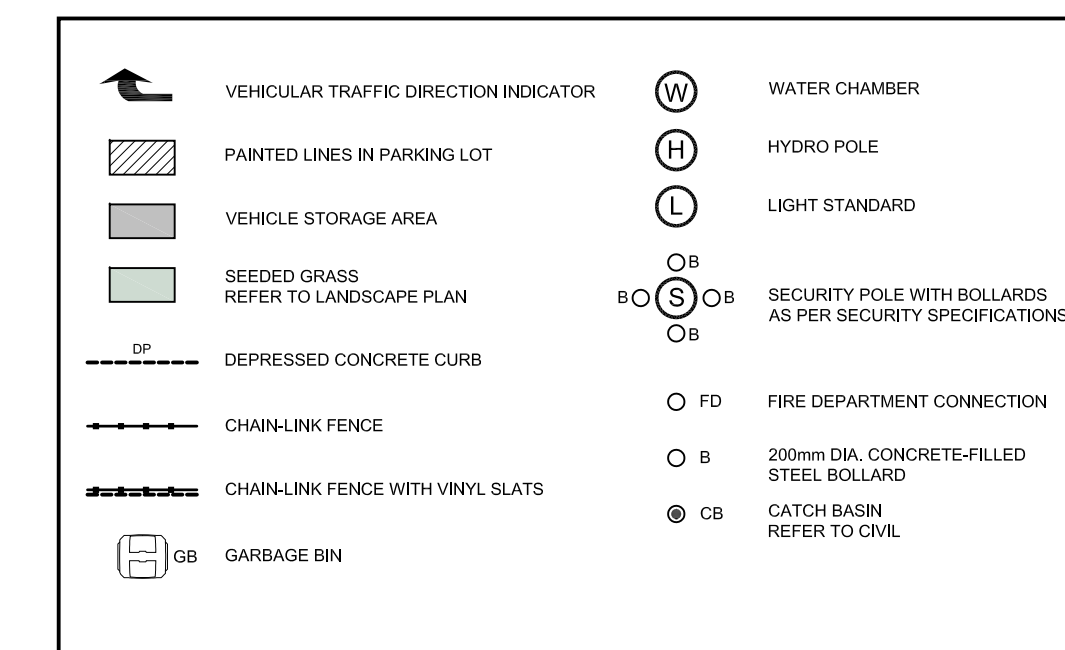 VEHICULAR TRAFFIC DIRECTION INDICATOR
PAINTED LINES IN PARKING LOT
VEHICLE STORAGE AREA
SEEDED GRASS
REFER TO LANDSCAPE PLAN
DP
DEPRESSED CONCRETE CURB
CHAIN-LINK FENCE
CHAIN-LINK FENCE WITH VINYL SLATS
GB GARBAGE BIN
W WATER CHAMBER
H HYDRO POLE
L LIGHT STANDARD
B
B S B
B
SECURITY POLE WITH BOLLARDS
AS PER SECURITY SPECIFICATIONS
FD FIRE DEPARTMENT CONNECTION
B 200mm DIA. CONCRETE-FILLED
STEEL BOLLARD
CB CATCH BASIN
REFER TO CIVIL